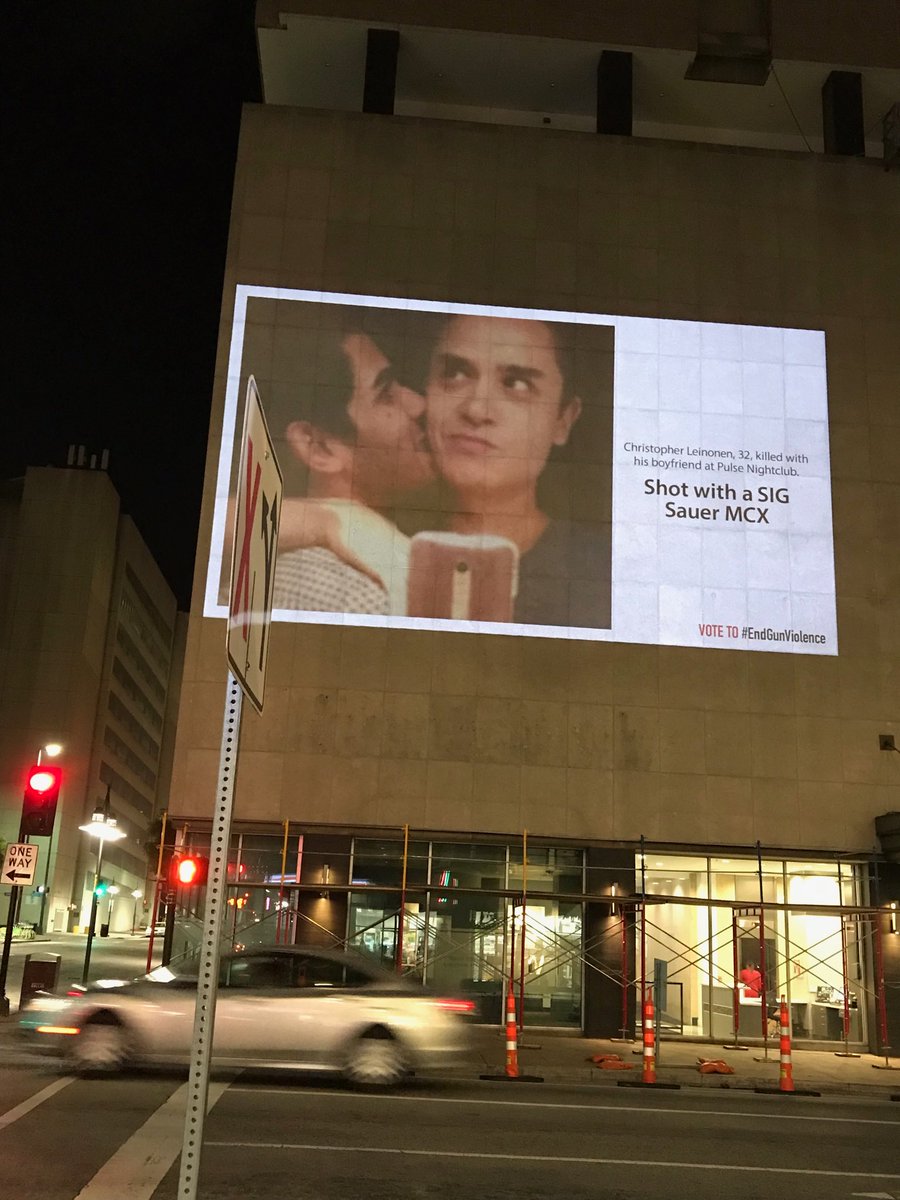 Christopher Leinonen, 32, killed with
his boyfriend at Pulse Nightclub.
Shot with a SIG
Sauer MCX
VOTE TO #EndGunViolence
ONE
WAY